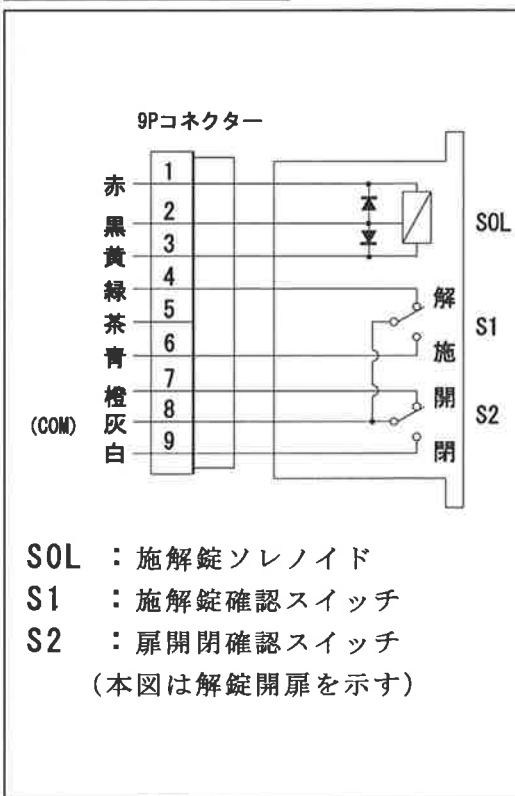 9Pコネクター
赤 1
黒 2
黄 3
緑 4
茶 5
青 6
橙 7
(COM) 灰 8
白 9
SOL
解
施
S1
開
閉
S2
SOL : 施解錠ソレノイド
S1 : 施解錠確認スイッチ
S2 : 扉開閉確認スイッチ
(本図は解錠開扉を示す)